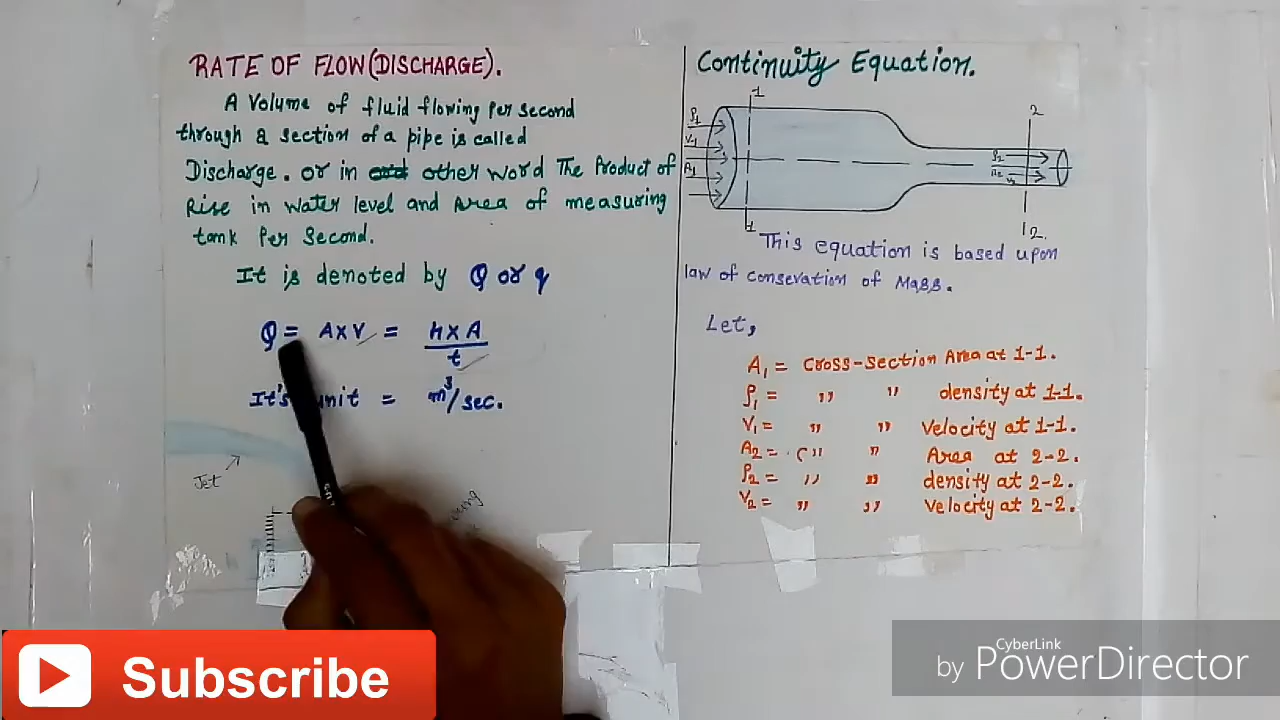 RATE OF FLOW(DISCHARGE).
A Volume of fluid flowing Per second
through a section of a pipe is called
Discharge. or in other word The Product of
Rise in water level and Area of measuring
tank Per Second.
It is denoted by Q or q
Q = A x V = h x A / t
It's unit = m³/sec.
Jet
Continuity Equation.
1
2
ρ1
V1
A1
ρ2
A2
V2
1
2.
This equation is based upon
law of consevation of Mass.
Let,
A1 = Cross-section Area at 1-1.
ρ1 = " " density at 1-1.
V1 = " " Velocity at 1-1.
A2 = " " Area at 2-2.
ρ2 = " " density at 2-2.
V2 = " " velocity at 2-2.
Subscribe
CyberLink
by PowerDirector